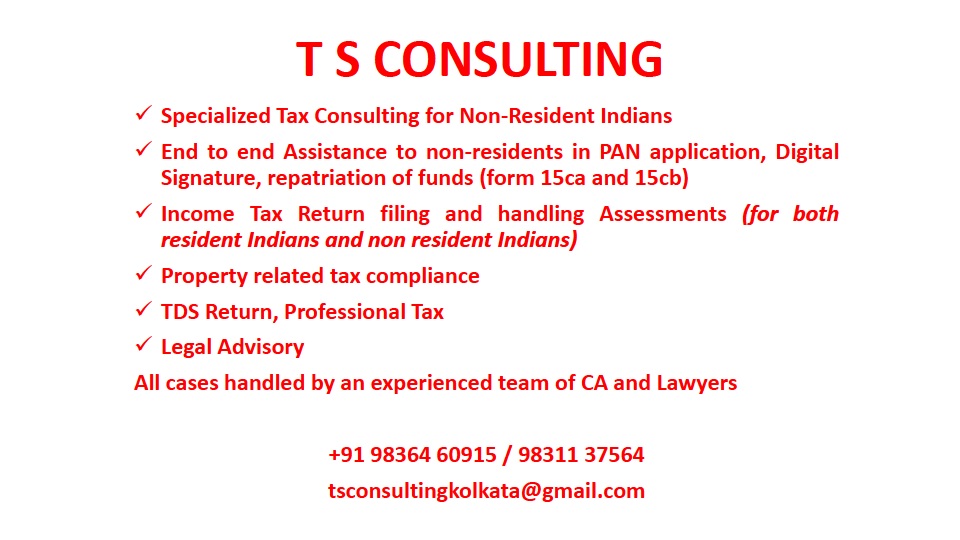 T S CONSULTING
✓ Specialized Tax Consulting for Non-Resident Indians
✓ End to end Assistance to non-residents in PAN application, Digital
Signature, repatriation of funds (form 15ca and 15cb)
✓ Income Tax Return filing and handling Assessments (for both
resident Indians and non resident Indians)
✓ Property related tax compliance
✓ TDS Return, Professional Tax
✓ Legal Advisory
All cases handled by an experienced team of CA and Lawyers
+91 98364 60915 / 98311 37564
tsconsultingkolkata@gmail.com